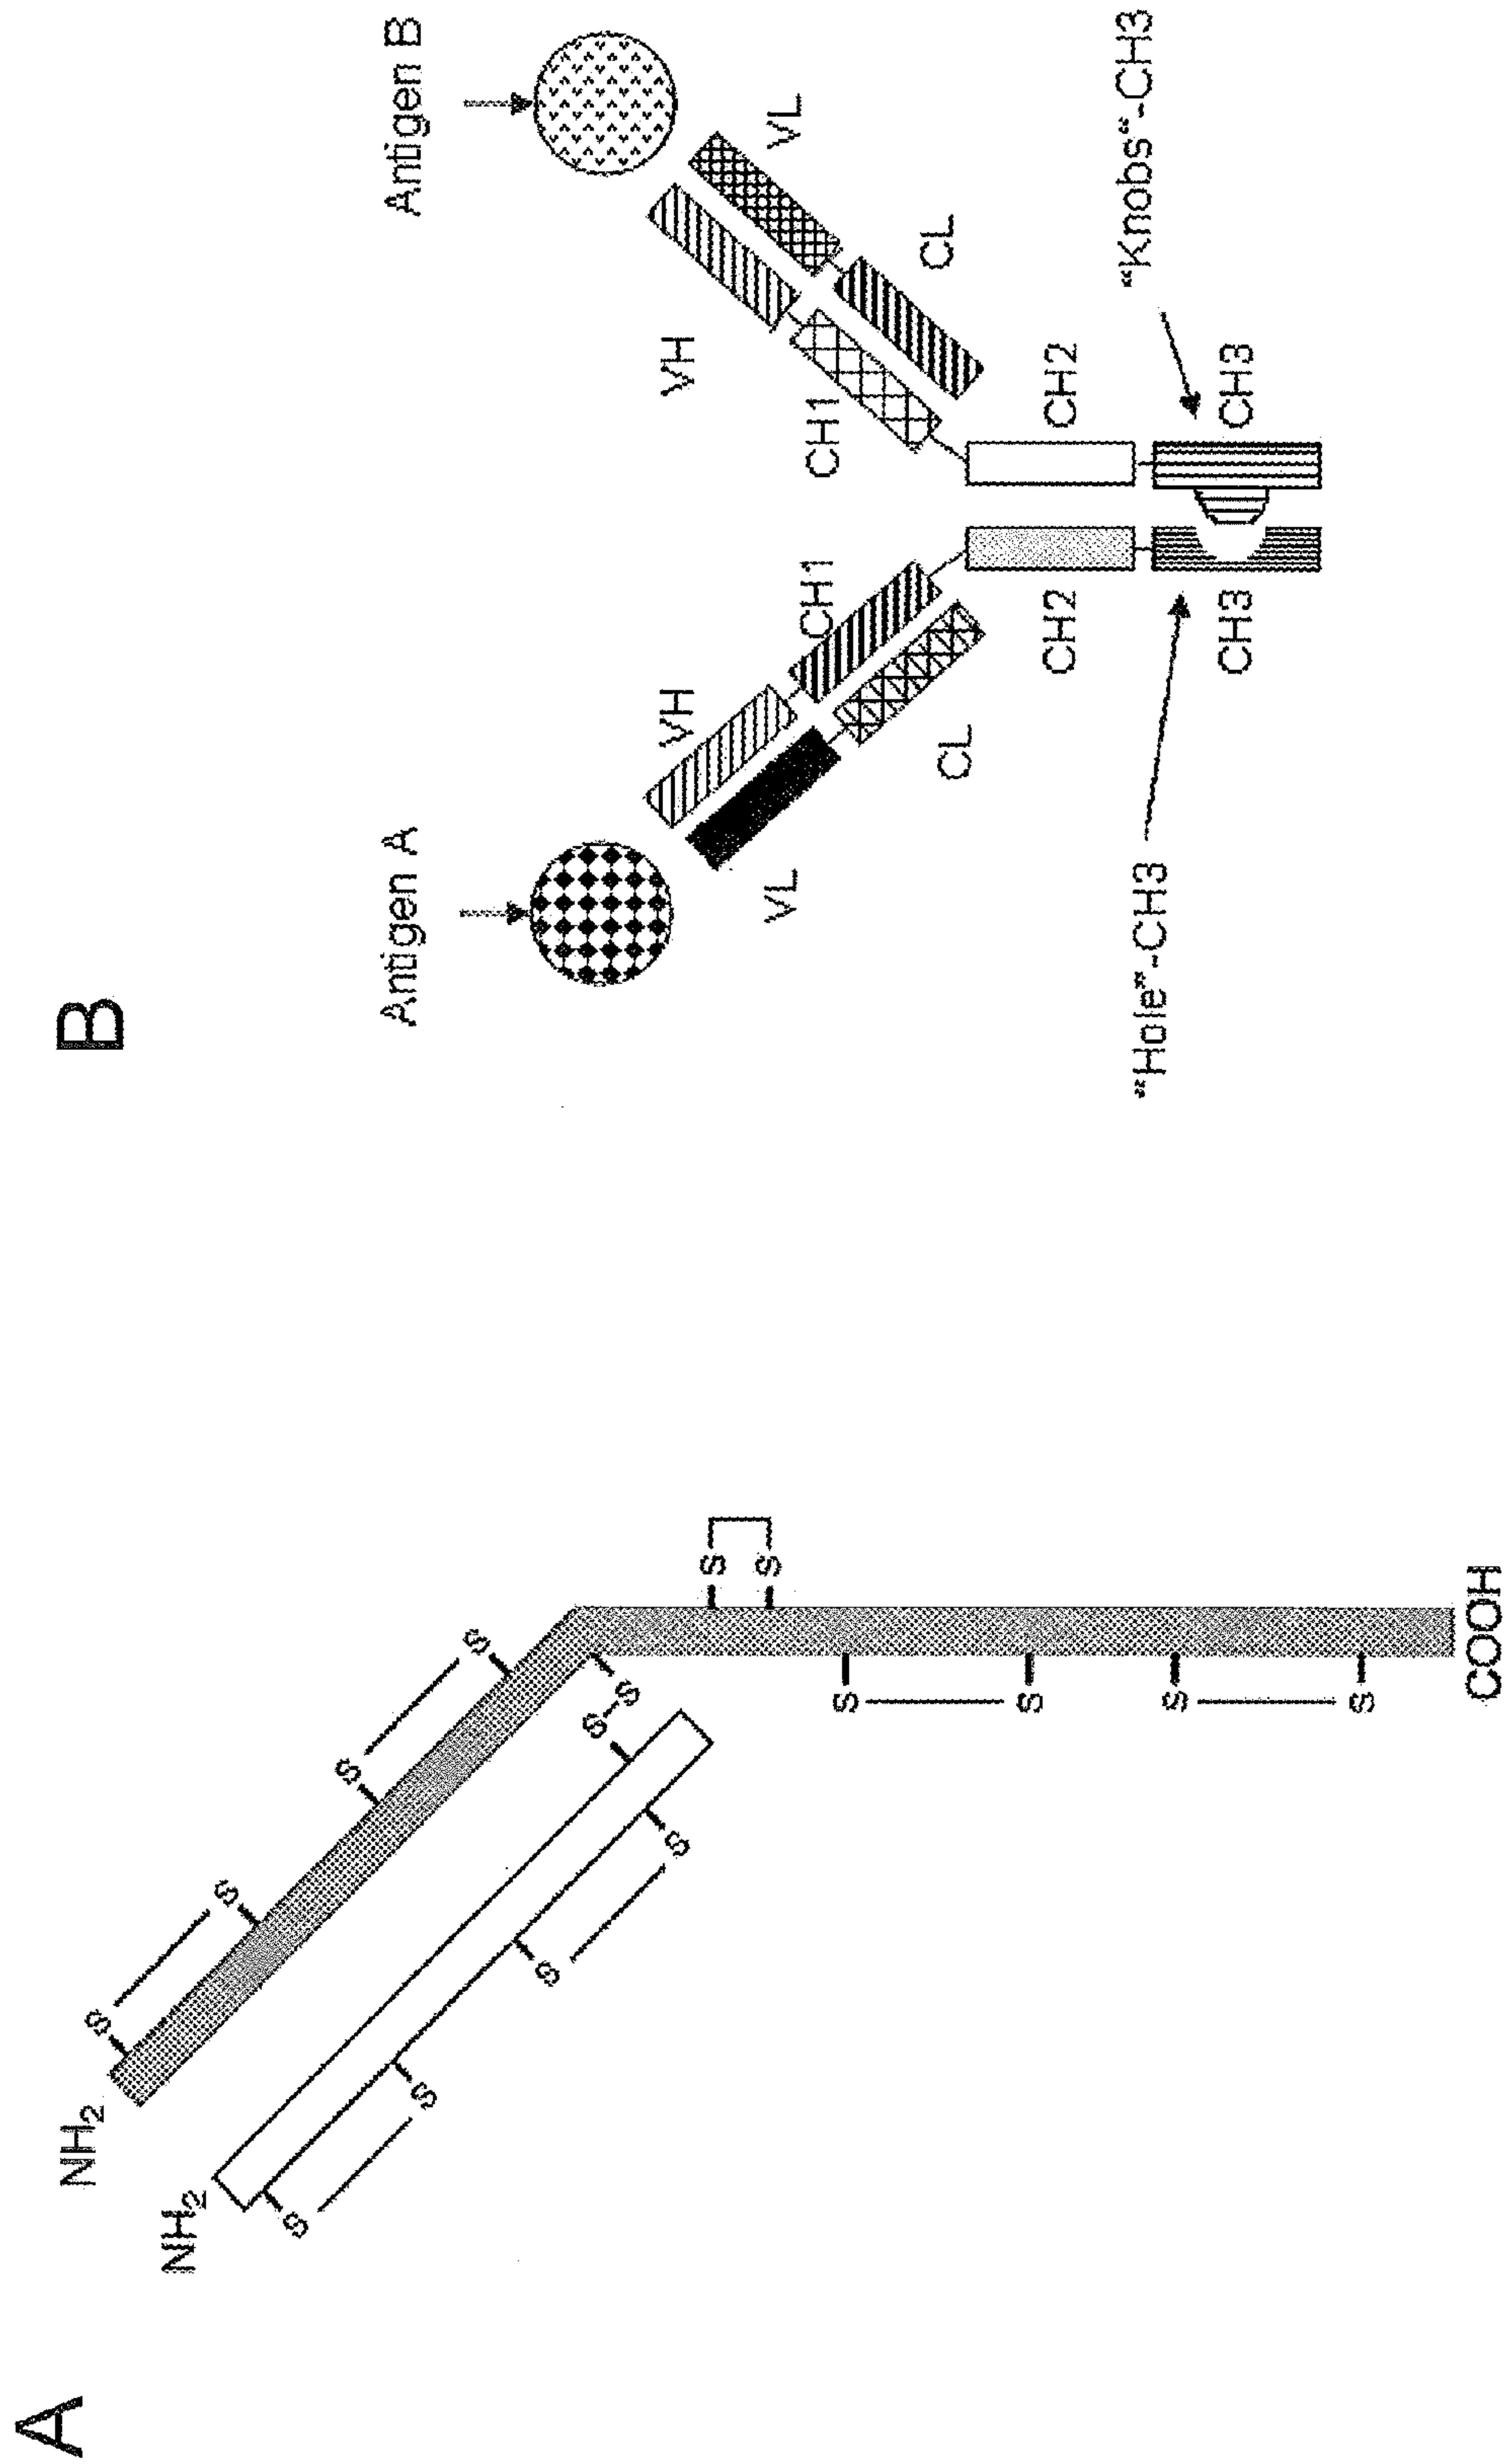 A
NH₂
S
S
S
S
NH₂
S
S
S
S
S
S
S
S
S
S
S
S
COOH
B
Antigen A
Antigen B
VH
VH
VL
VL
CH1
CH1
CL
CL
CH2
CH2
“Hole”-CH3
“Knobs“-CH3
CH3
CH3